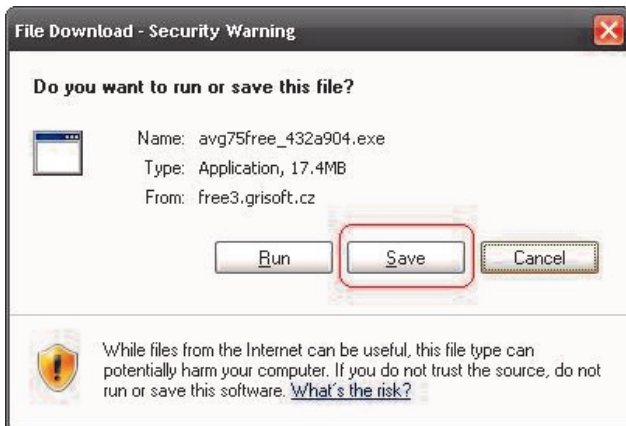 File Download - Security Warning
Do you want to run or save this file?
Name: avg75free_432a904.exe
Type: Application, 17.4MB
From: free3.grisoft.cz
Run Save Cancel
While files from the Internet can be useful, this file type can
potentially harm your computer. If you do not trust the source, do not
run or save this software. What's the risk?